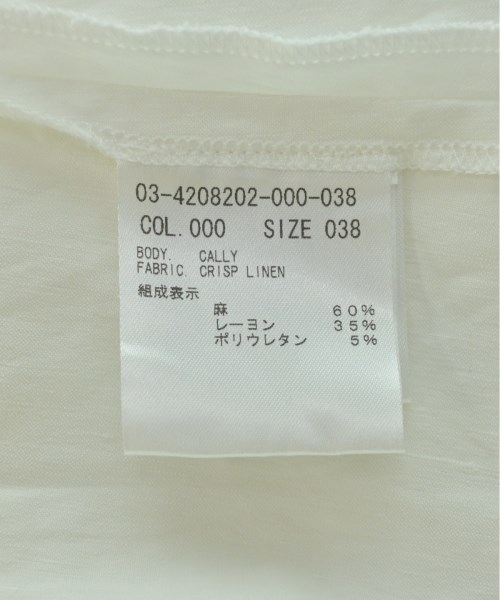 03-4208202-000-038
COL.000 SIZE 038
BODY. CALLY
FABRIC. CRISP LINEN
組成表示
麻 60%
レーヨン 35%
ポリウレタン 5%